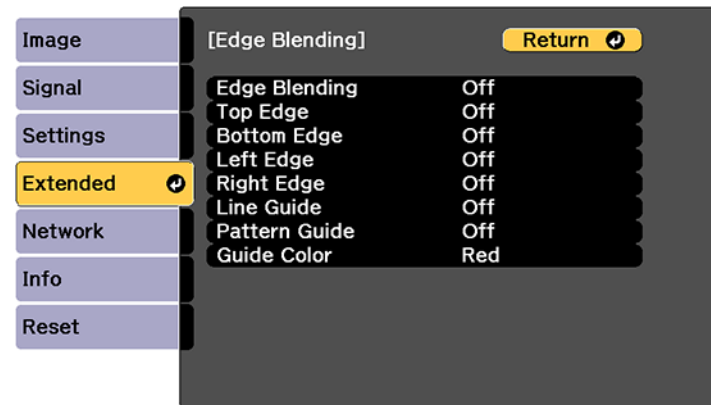 Image
Signal
Settings
Extended
Network
Info
Reset
[Edge Blending]
Return
Edge Blending Off
Top Edge Off
Bottom Edge Off
Left Edge Off
Right Edge Off
Line Guide Off
Pattern Guide Off
Guide Color Red